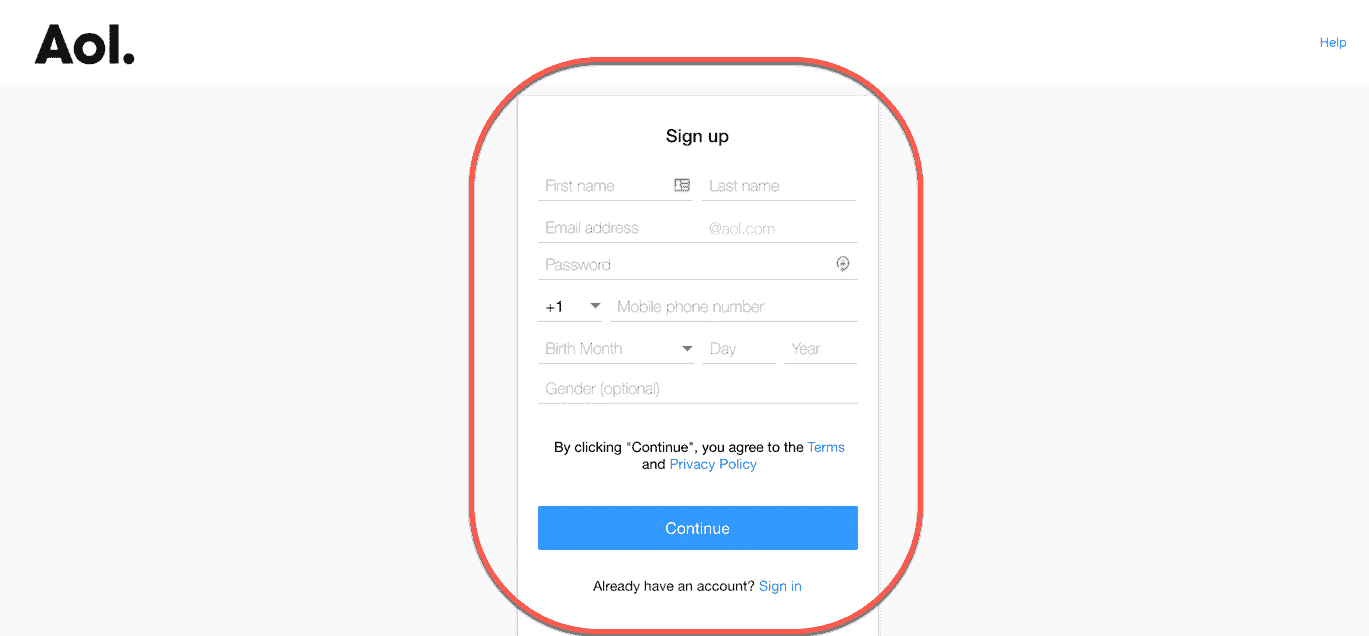 Aol.
Help
Sign up
First name Last name
Email address @aol.com
Password
+1 Mobile phone number
Birth Month Day Year
Gender (optional)
By clicking "Continue", you agree to the Terms
and Privacy Policy
Continue
Already have an account? Sign in